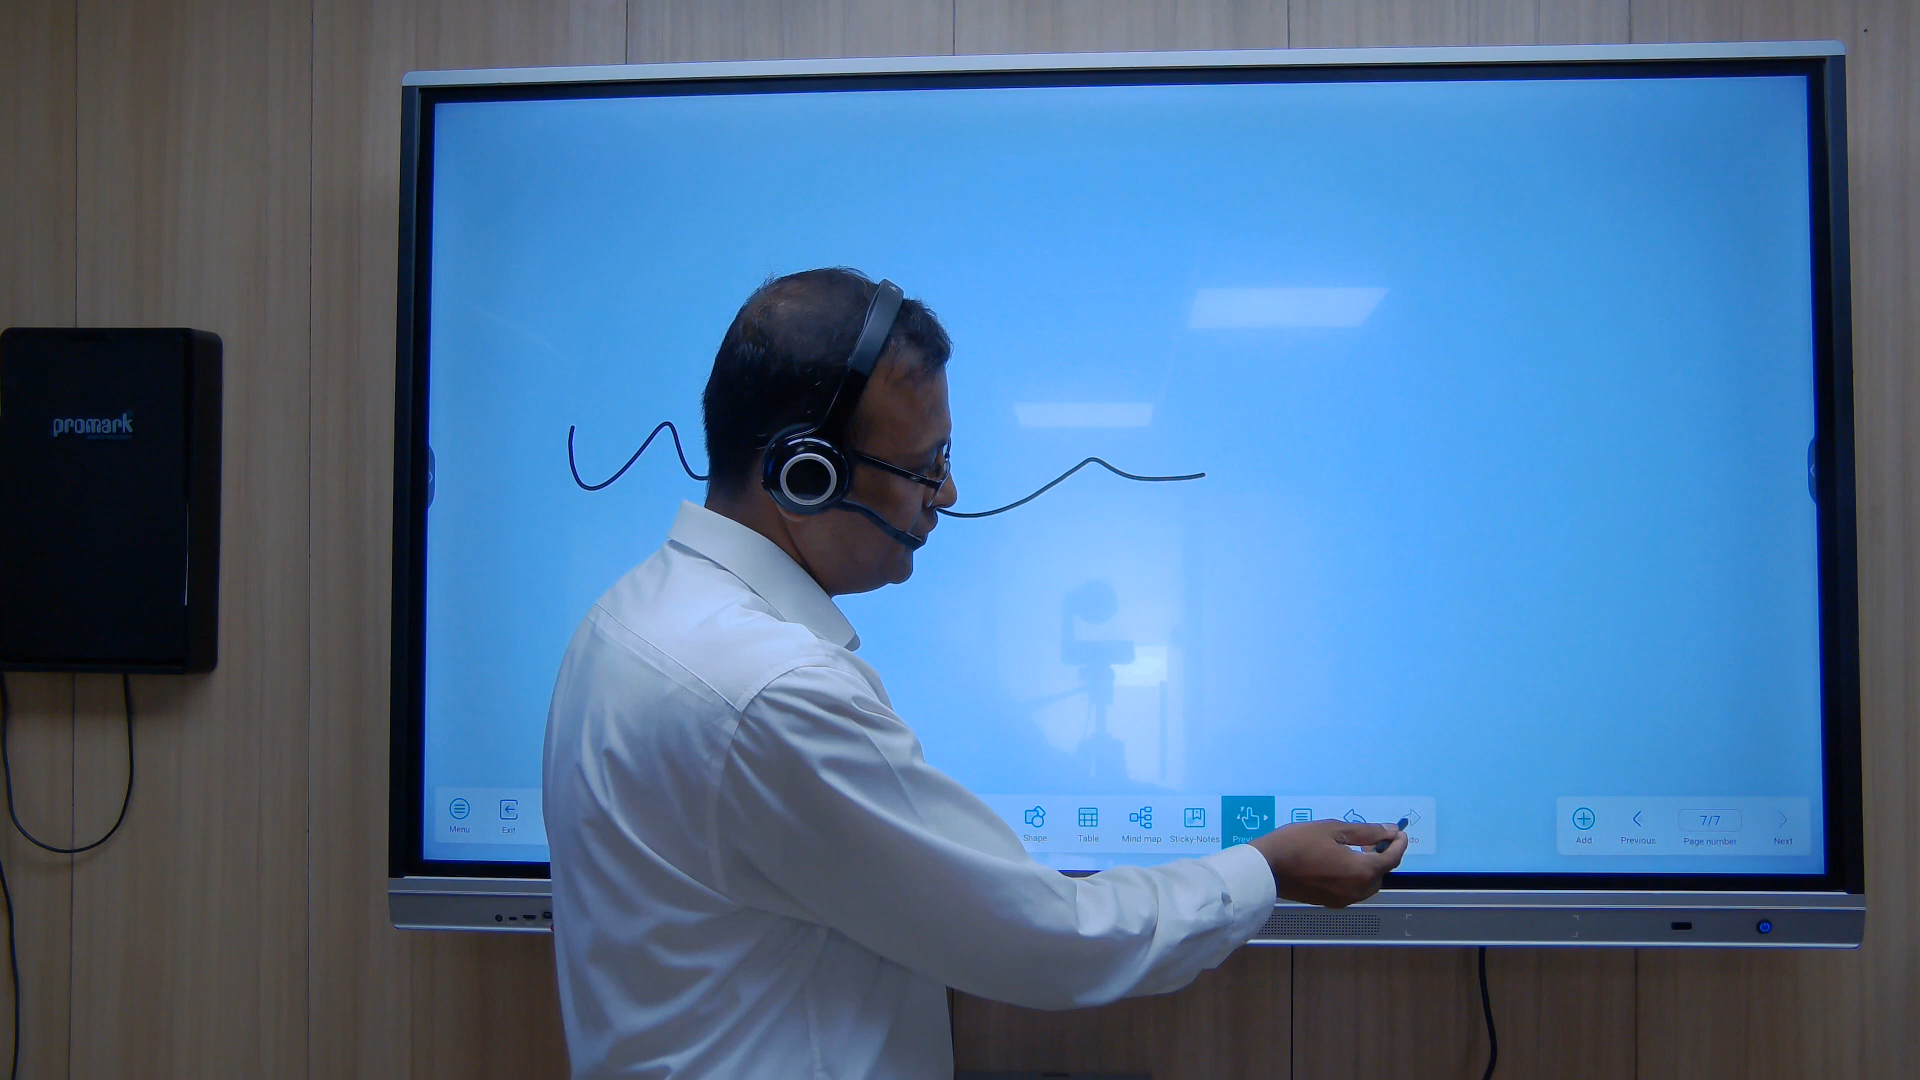 promark
Menu
Exit
Shape
Table
Mind map
Sticky-Notes
Add
Previous
7/7
Page number
Next